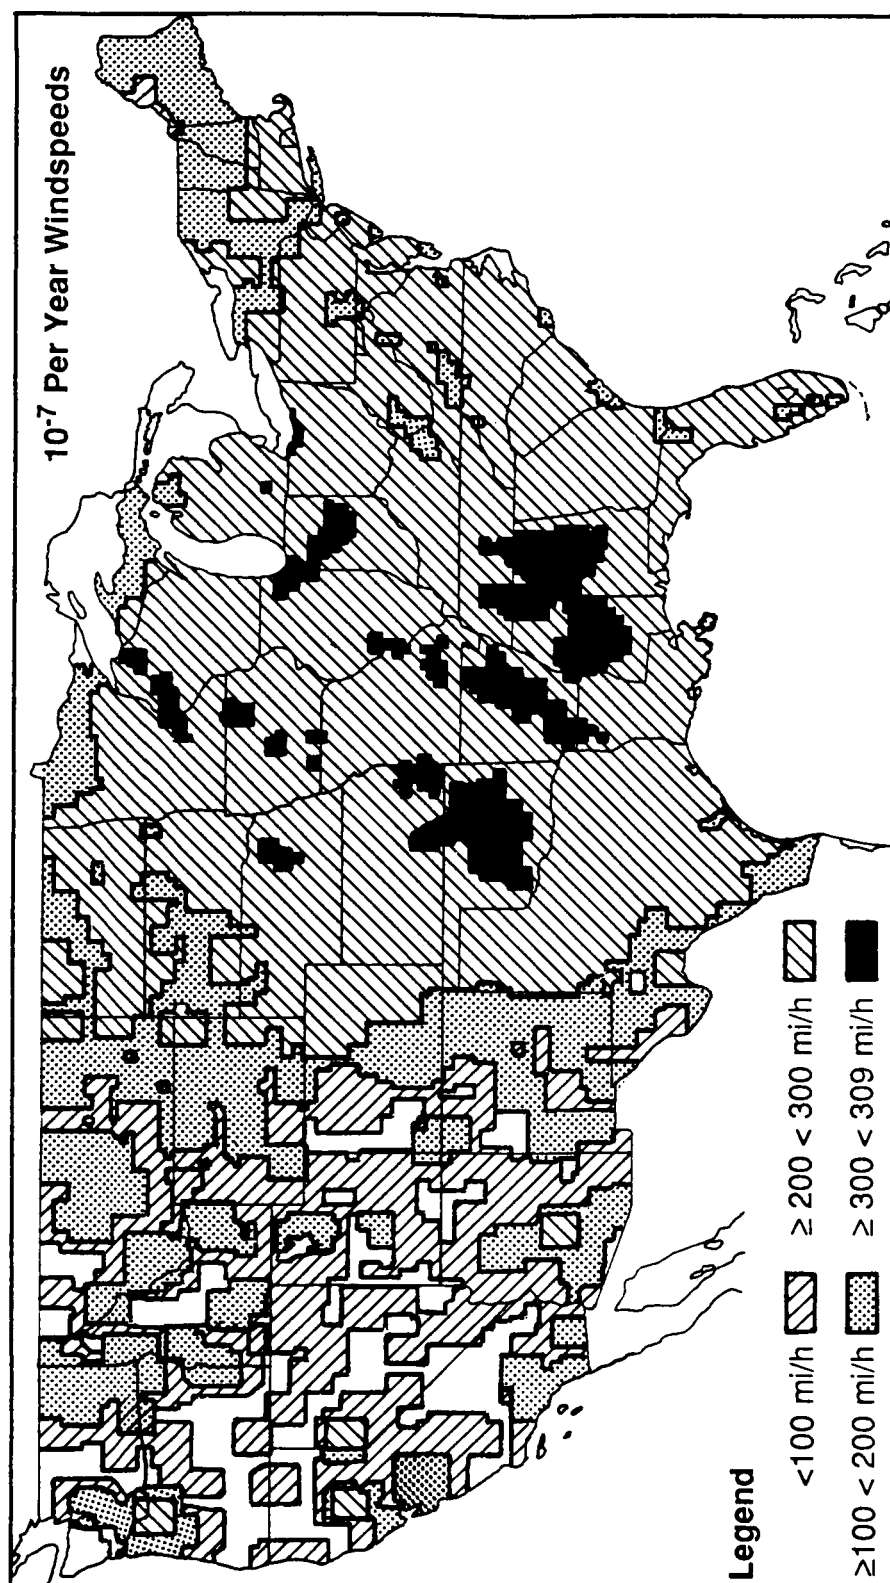 10⁻⁷ Per Year Windspeeds
Legend
<100 mi/h
≥ 200 < 300 mi/h
≥100 < 200 mi/h
≥ 300 < 309 mi/h